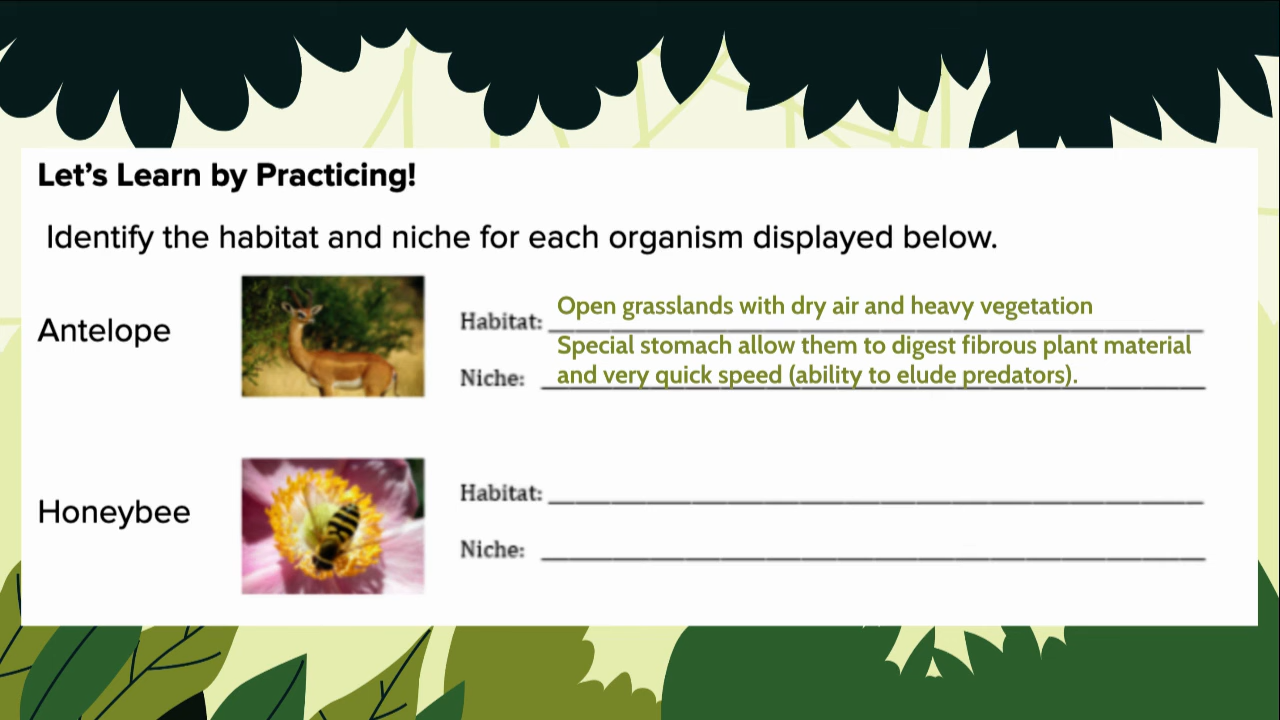 Let's Learn by Practicing!
Identify the habitat and niche for each organism displayed below.
Antelope
Habitat: Open grasslands with dry air and heavy vegetation
Niche: Special stomach allow them to digest fibrous plant material
and very quick speed (ability to elude predators).
Honeybee
Habitat:
Niche: